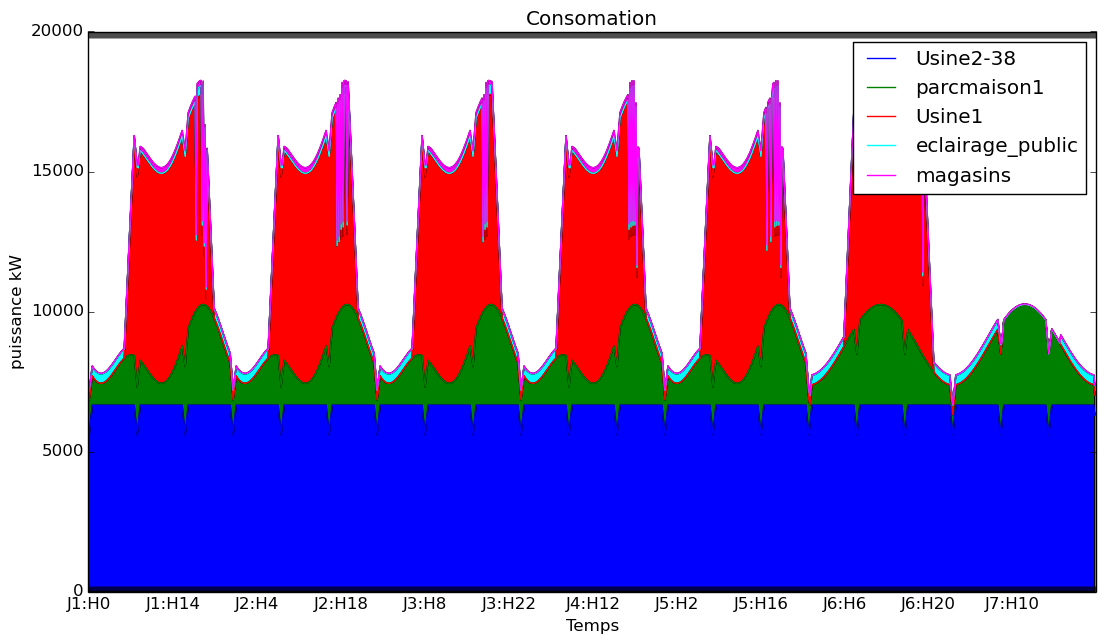 Consomation
20000
15000
10000
5000
0
puissance kW
Usine2-38
parcmaison1
Usine1
eclairage_public
magasins
J1:H0 J1:H14 J2:H4 J2:H18 J3:H8 J3:H22 J4:H12 J5:H2 J5:H16 J6:H6 J6:H20 J7:H10
Temps